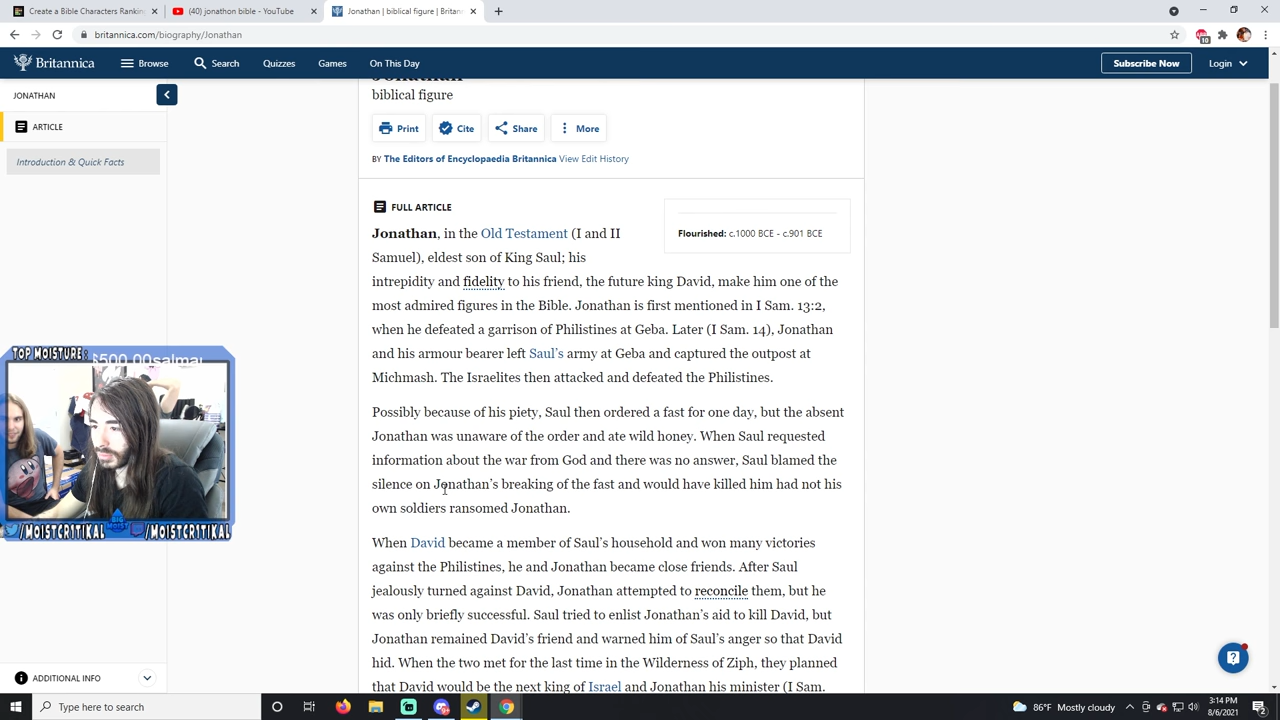 Create a Bible Characters Rankin
(40) jonathon bible - YouTube
Jonathan | biblical figure | Britan
britannica.com/biography/Jonathan
10
Britannica
Browse
Search
Quizzes
Games
On This Day
Subscribe Now
Login
JONATHAN
ARTICLE
Introduction & Quick Facts
Jonathan
biblical figure
Print
Cite
Share
More
BY The Editors of Encyclopaedia Britannica View Edit History
FULL ARTICLE
Flourished: c.1000 BCE - c.901 BCE
Jonathan, in the Old Testament (I and II
Samuel), eldest son of King Saul; his
intrepidity and fidelity to his friend, the future king David, make him one of the
most admired figures in the Bible. Jonathan is first mentioned in I Sam. 13:2,
when he defeated a garrison of Philistines at Geba. Later (I Sam. 14), Jonathan
and his armour bearer left Saul's army at Geba and captured the outpost at
Michmash. The Israelites then attacked and defeated the Philistines.
Possibly because of his piety, Saul then ordered a fast for one day, but the absent
Jonathan was unaware of the order and ate wild honey. When Saul requested
information about the war from God and there was no answer, Saul blamed the
silence on Jonathan's breaking of the fast and would have killed him had not his
own soldiers ransomed Jonathan.
When David became a member of Saul's household and won many victories
against the Philistines, he and Jonathan became close friends. After Saul
jealously turned against David, Jonathan attempted to reconcile them, but he
was only briefly successful. Saul tried to enlist Jonathan's aid to kill David, but
Jonathan remained David's friend and warned him of Saul's anger so that David
hid. When the two met for the last time in the Wilderness of Ziph, they planned
that David would be the next king of Israel and Jonathan his minister (I Sam.
TOP MOISTURE:
$500.00salma
BIG MOIST
/MOISTCR1TIKAL
/MOISTCR1TIKAL
ADDITIONAL INFO
Type here to search
86°F Mostly cloudy
3:14 PM
8/6/2021
2